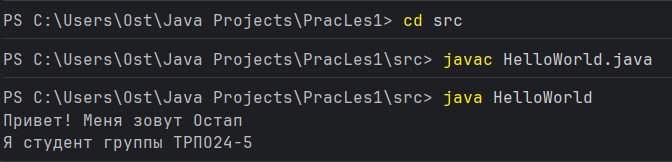 PS C:\Users\Ost\Java Projects\PracLes1> cd src
PS C:\Users\Ost\Java Projects\PracLes1\src> javac HelloWorld.java
PS C:\Users\Ost\Java Projects\PracLes1\src> java HelloWorld
Привет! Меня зовут Остап
Я студент группы ТРПО24-5